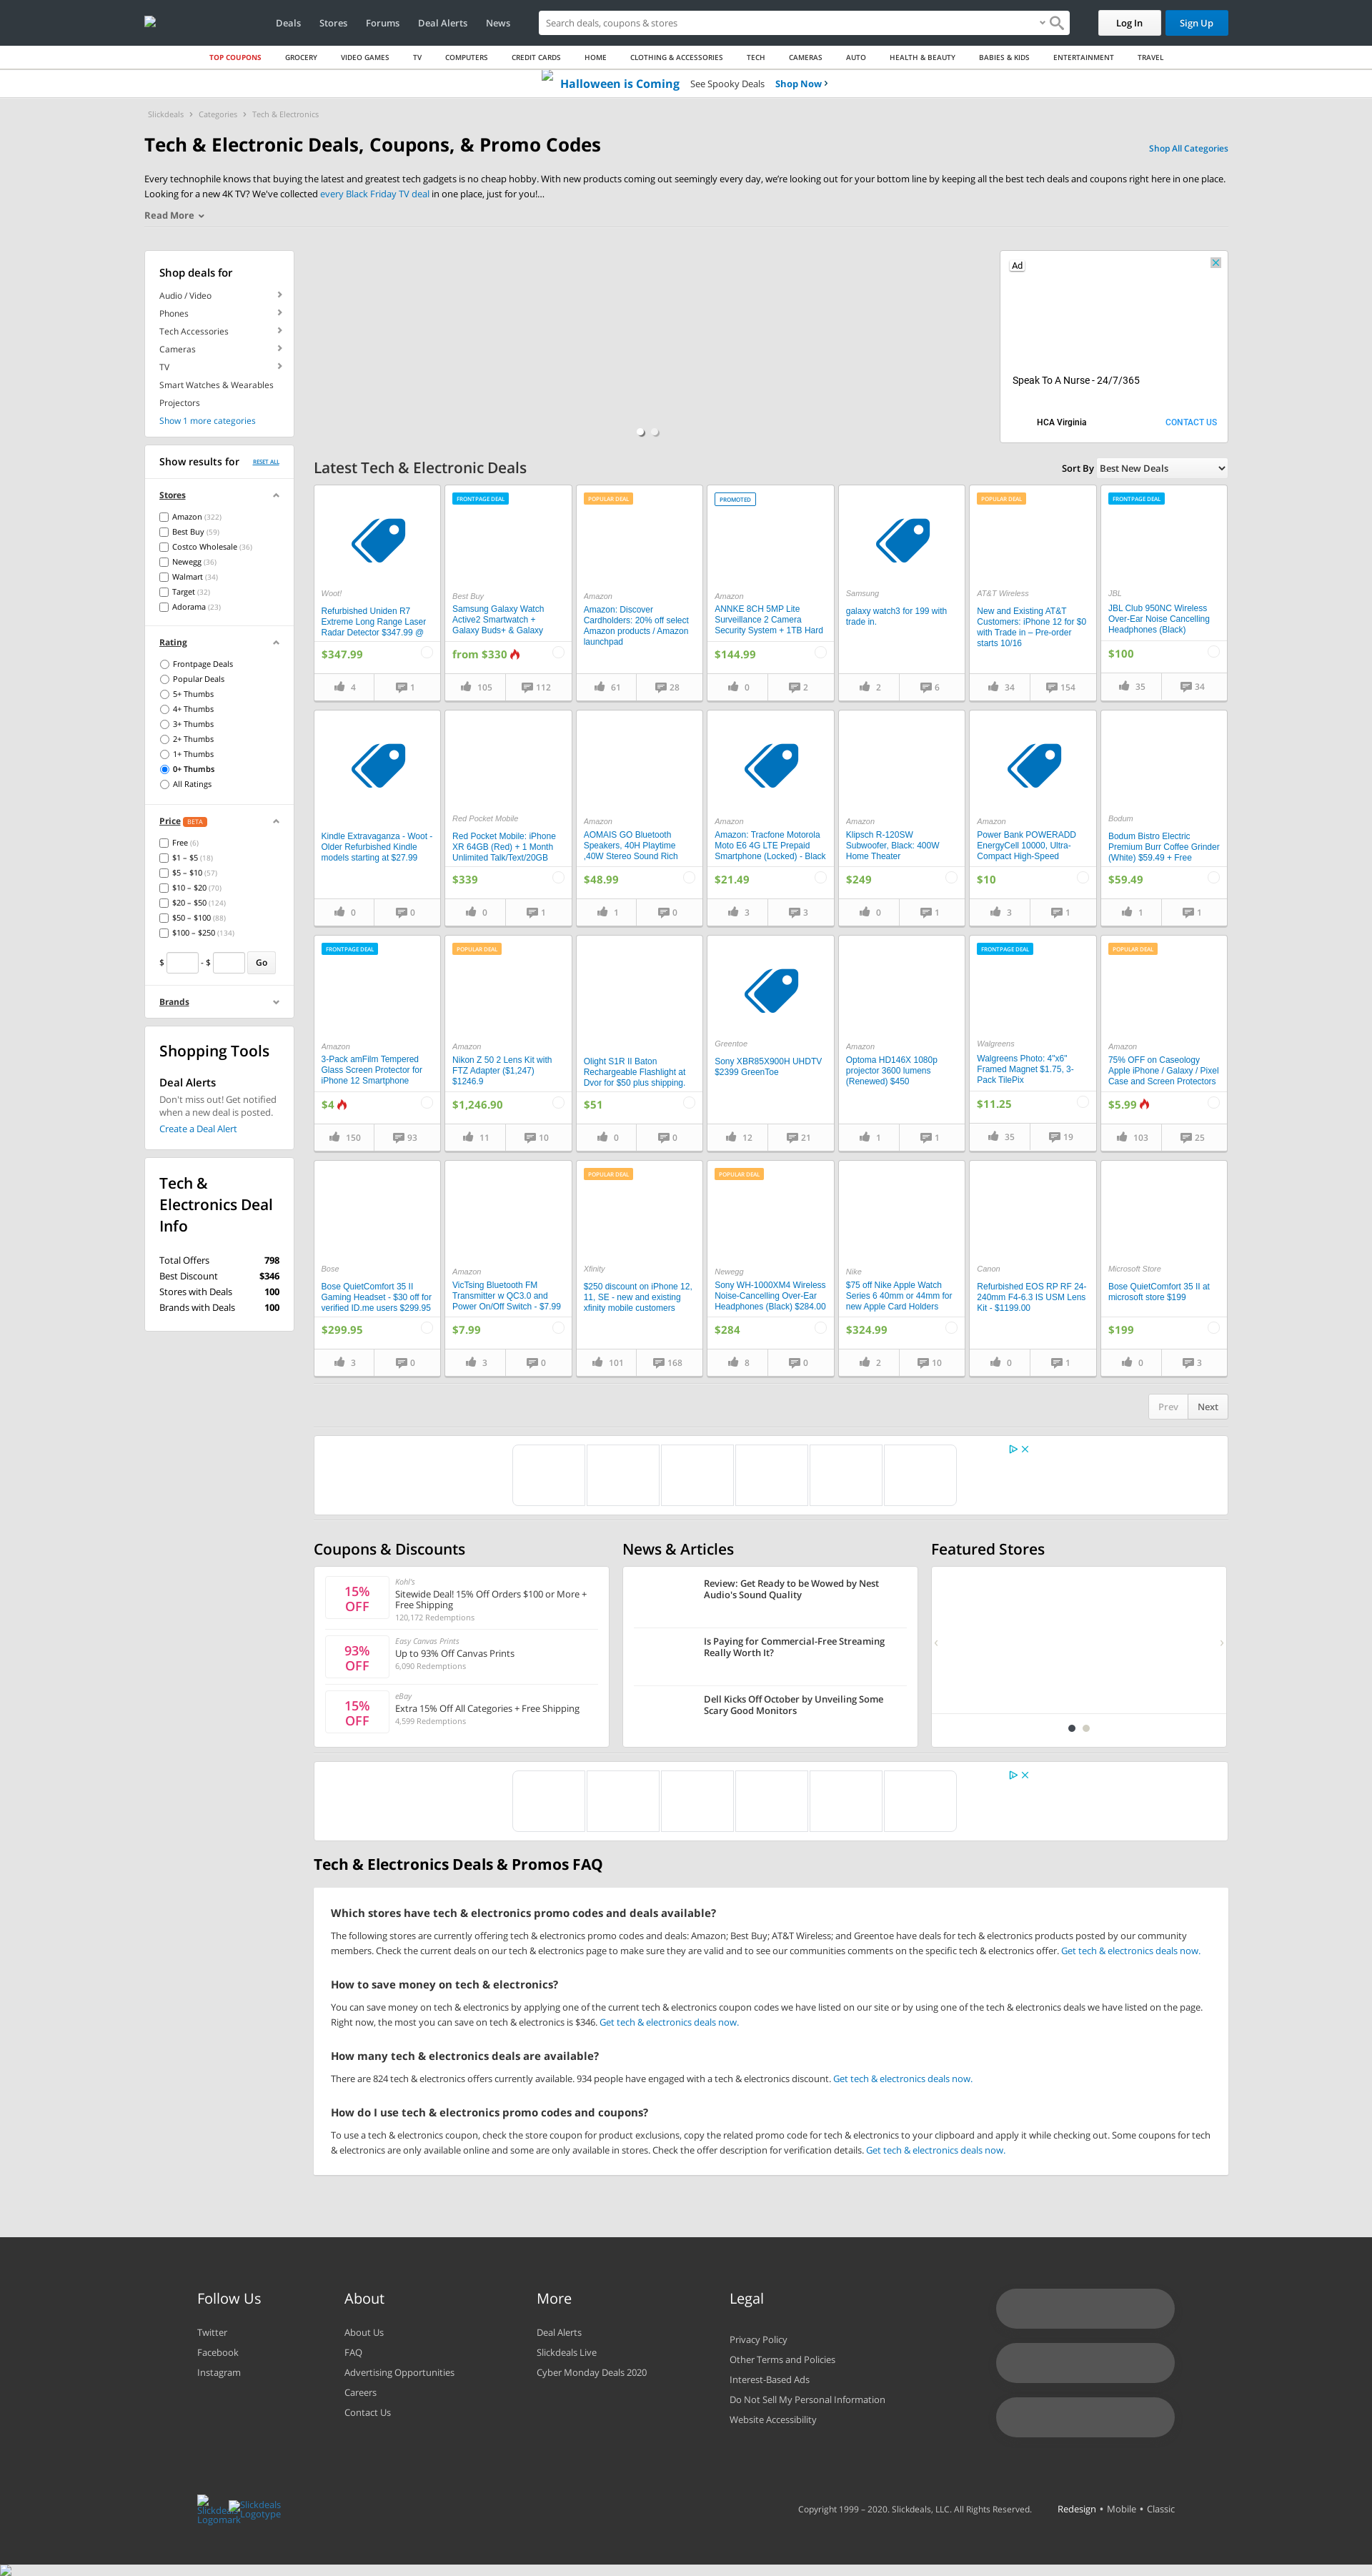 Deals Stores Forums Deal Alerts News
Search deals, coupons & stores
Log In Sign Up
TOP COUPONS GROCERY VIDEO GAMES TV COMPUTERS CREDIT CARDS HOME CLOTHING & ACCESSORIES TECH CAMERAS AUTO HEALTH & BEAUTY BABIES & KIDS ENTERTAINMENT TRAVEL
Halloween is Coming See Spooky Deals Shop Now
Slickdeals Categories Tech & Electronics
Tech & Electronic Deals, Coupons, & Promo Codes
Shop All Categories
Every technophile knows that buying the latest and greatest tech gadgets is no cheap hobby. With new products coming out seemingly every day, we're looking out for your bottom line by keeping all the best tech deals and coupons right here in one place.
Looking for a new 4K TV? We've collected every Black Friday TV deal in one place, just for you!...
Read More
Shop deals for
Audio / Video
Phones
Tech Accessories
Cameras
TV
Smart Watches & Wearables
Projectors
Show 1 more categories
Ad
Speak To A Nurse - 24/7/365
HCA Virginia CONTACT US
Show results for RESET ALL
Stores
Amazon (322)
Best Buy (59)
Costco Wholesale (36)
Newegg (36)
Walmart (34)
Target (32)
Adorama (23)
Rating
Frontpage Deals
Popular Deals
5+ Thumbs
4+ Thumbs
3+ Thumbs
2+ Thumbs
1+ Thumbs
0+ Thumbs
All Ratings
Price BETA
Free (6)
$1 – $5 (18)
$5 – $10 (57)
$10 – $20 (70)
$20 – $50 (124)
$50 – $100 (88)
$100 – $250 (134)
$ - $ Go
Brands
Shopping Tools
Deal Alerts
Don't miss out! Get notified
when a new deal is posted.
Create a Deal Alert
Tech &
Electronics Deal
Info
Total Offers 798
Best Discount $346
Stores with Deals 100
Brands with Deals 100
Latest Tech & Electronic Deals
Sort By Best New Deals
Woot!
Refurbished Uniden R7
Extreme Long Range Laser
Radar Detector $347.99 @
$347.99
4 1
FRONTPAGE DEAL
Best Buy
Samsung Galaxy Watch
Active2 Smartwatch +
Galaxy Buds+ & Galaxy
from $330
105 112
POPULAR DEAL
Amazon
Amazon: Discover
Cardholders: 20% off select
Amazon products / Amazon
launchpad
61 28
PROMOTED
Amazon
ANNKE 8CH 5MP Lite
Surveillance 2 Camera
Security System + 1TB Hard
$144.99
0 2
Samsung
galaxy watch3 for 199 with
trade in.
2 6
POPULAR DEAL
AT&T Wireless
New and Existing AT&T
Customers: iPhone 12 for $0
with Trade in – Pre-order
starts 10/16
34 154
FRONTPAGE DEAL
JBL
JBL Club 950NC Wireless
Over-Ear Noise Cancelling
Headphones (Black)
$100
35 34
Kindle Extravaganza - Woot -
Older Refurbished Kindle
models starting at $27.99
0 0
Red Pocket Mobile
Red Pocket Mobile: iPhone
XR 64GB (Red) + 1 Month
Unlimited Talk/Text/20GB
$339
0 1
Amazon
AOMAIS GO Bluetooth
Speakers, 40H Playtime
,40W Stereo Sound Rich
$48.99
1 0
Amazon
Amazon: Tracfone Motorola
Moto E6 4G LTE Prepaid
Smartphone (Locked) - Black
$21.49
3 3
Amazon
Klipsch R-120SW
Subwoofer, Black: 400W
Home Theater
$249
0 1
Amazon
Power Bank POWERADD
EnergyCell 10000, Ultra-
Compact High-Speed
$10
3 1
Bodum
Bodum Bistro Electric
Premium Burr Coffee Grinder
(White) $59.49 + Free
$59.49
1 1
FRONTPAGE DEAL
Amazon
3-Pack amFilm Tempered
Glass Screen Protector for
iPhone 12 Smartphone
$4
150 93
POPULAR DEAL
Amazon
Nikon Z 50 2 Lens Kit with
FTZ Adapter ($1,247)
$1246.9
$1,246.90
11 10
Olight S1R II Baton
Rechargeable Flashlight at
Dvor for $50 plus shipping.
$51
0 0
Greentoe
Sony XBR85X900H UHDTV
$2399 GreenToe
12 21
Amazon
Optoma HD146X 1080p
projector 3600 lumens
(Renewed) $450
1 1
FRONTPAGE DEAL
Walgreens
Walgreens Photo: 4"x6"
Framed Magnet $1.75, 3-
Pack TilePix
$11.25
35 19
POPULAR DEAL
Amazon
75% OFF on Caseology
Apple iPhone / Galaxy / Pixel
Case and Screen Protectors
$5.99
103 25
Bose
Bose QuietComfort 35 II
Gaming Headset - $30 off for
verified ID.me users $299.95
$299.95
3 0
Amazon
VicTsing Bluetooth FM
Transmitter w QC3.0 and
Power On/Off Switch - $7.99
$7.99
3 0
POPULAR DEAL
Xfinity
$250 discount on iPhone 12,
11, SE - new and existing
xfinity mobile customers
101 168
POPULAR DEAL
Newegg
Sony WH-1000XM4 Wireless
Noise-Cancelling Over-Ear
Headphones (Black) $284.00
$284
8 0
Nike
$75 off Nike Apple Watch
Series 6 40mm or 44mm for
new Apple Card Holders
$324.99
2 10
Canon
Refurbished EOS RP RF 24-
240mm F4-6.3 IS USM Lens
Kit - $1199.00
0 1
Microsoft Store
Bose QuietComfort 35 II at
microsoft store $199
$199
0 3
Prev Next
Coupons & Discounts
15%
OFF
Kohl's
Sitewide Deal! 15% Off Orders $100 or More +
Free Shipping
120,172 Redemptions
93%
OFF
Easy Canvas Prints
Up to 93% Off Canvas Prints
6,090 Redemptions
15%
OFF
eBay
Extra 15% Off All Categories + Free Shipping
4,599 Redemptions
News & Articles
Review: Get Ready to be Wowed by Nest
Audio's Sound Quality
Is Paying for Commercial-Free Streaming
Really Worth It?
Dell Kicks Off October by Unveiling Some
Scary Good Monitors
Featured Stores
Tech & Electronics Deals & Promos FAQ
Which stores have tech & electronics promo codes and deals available?
The following stores are currently offering tech & electronics promo codes and deals: Amazon; Best Buy; AT&T Wireless; and Greentoe have deals for tech & electronics products posted by our community
members. Check the current deals on our tech & electronics page to make sure they are valid and to see our communities comments on the specific tech & electronics offer. Get tech & electronics deals now.
How to save money on tech & electronics?
You can save money on tech & electronics by applying one of the current tech & electronics coupon codes we have listed on our site or by using one of the tech & electronics deals we have listed on the page.
Right now, the most you can save on tech & electronics is $346. Get tech & electronics deals now.
How many tech & electronics deals are available?
There are 824 tech & electronics offers currently available. 934 people have engaged with a tech & electronics discount. Get tech & electronics deals now.
How do I use tech & electronics promo codes and coupons?
To use a tech & electronics coupon, check the store coupon for product exclusions, copy the related promo code for tech & electronics to your clipboard and apply it while checking out. Some coupons for tech
& electronics are only available online and some are only available in stores. Check the offer description for verification details. Get tech & electronics deals now.
Follow Us
Twitter
Facebook
Instagram
About
About Us
FAQ
Advertising Opportunities
Careers
Contact Us
More
Deal Alerts
Slickdeals Live
Cyber Monday Deals 2020
Legal
Privacy Policy
Other Terms and Policies
Interest-Based Ads
Do Not Sell My Personal Information
Website Accessibility
Slickdeals
Logomark
Slickdeals
Logotype
Copyright 1999 – 2020. Slickdeals, LLC. All Rights Reserved. Redesign • Mobile • Classic